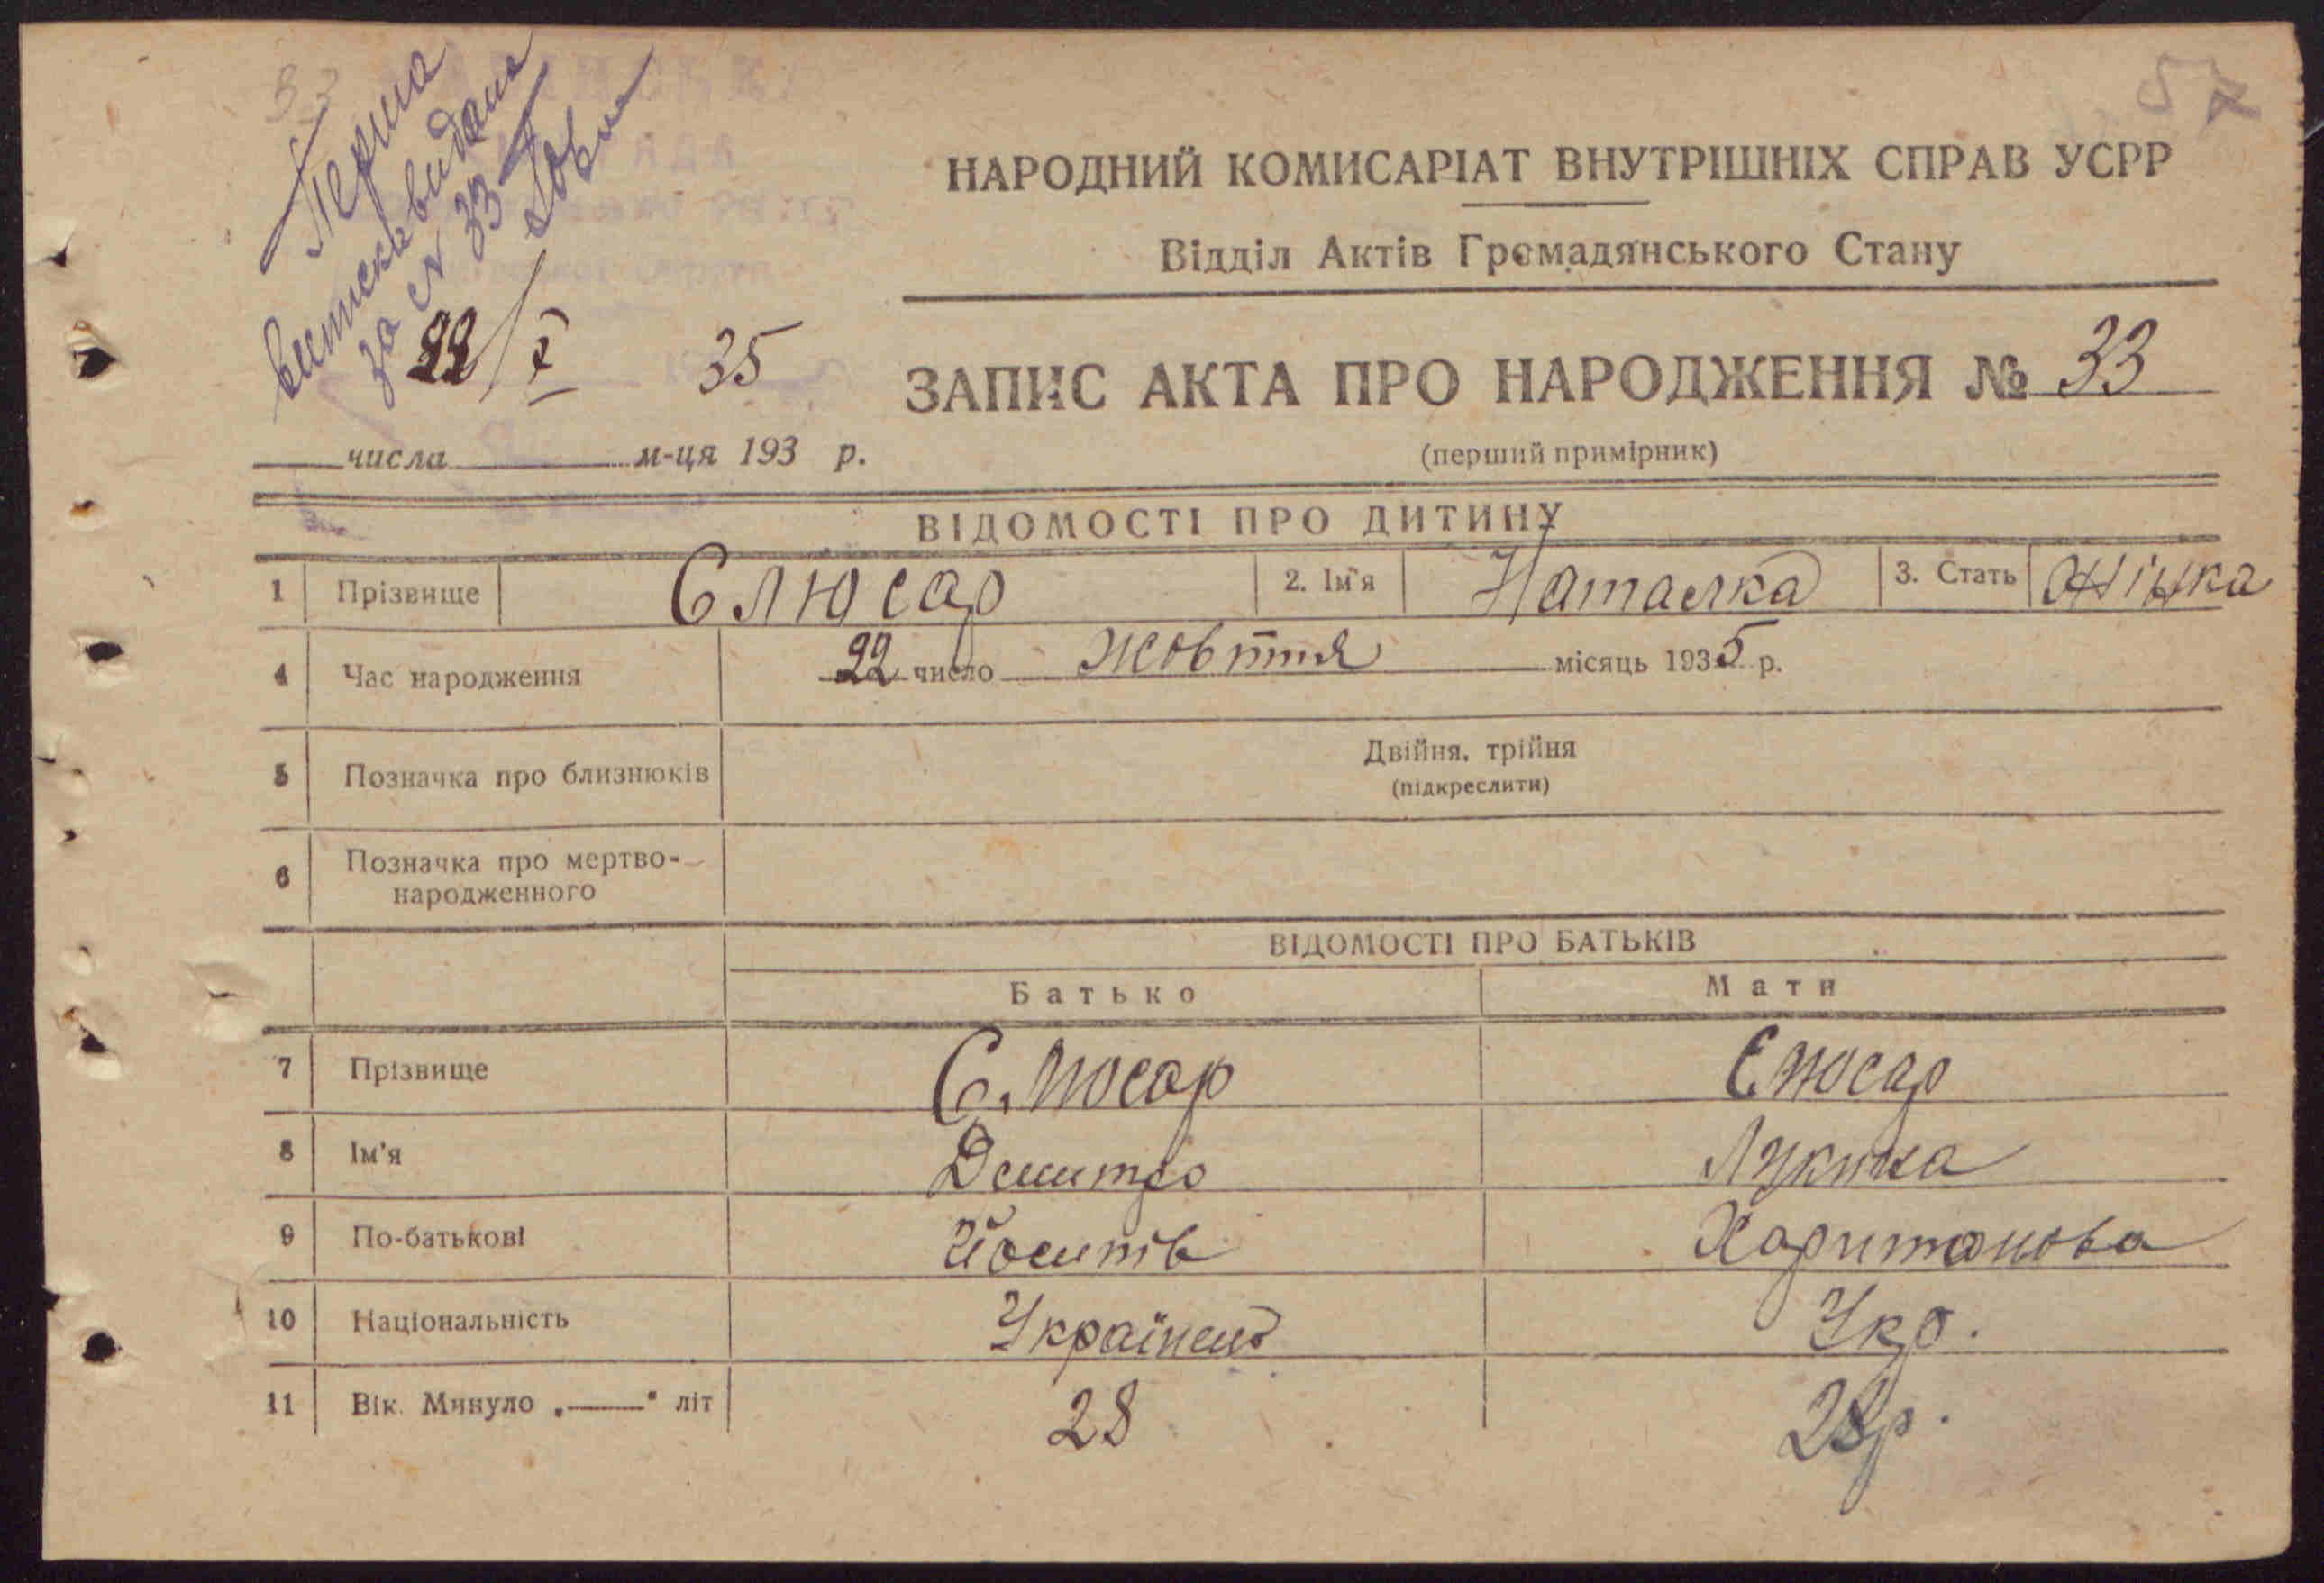 57
Перша
виписка видана
за № 33
НАРОДНИЙ КОМИСАРІАТ ВНУТРІШНІХ СПРАВ УСРР
Відділ Актів Громадянського Стану
22/X 35
ЗАПИС АКТА ПРО НАРОДЖЕННЯ № 33
числа м-ця 193 р.
(перший примірник)
ВІДОМОСТІ ПРО ДИТИНУ
1 Прізвище Слюсар 2. Ім'я Наталка 3. Стать жінка
4 Час народження 22 число жовтня місяць 1935 р.
5 Позначка про близнюків Двійня, трійня
(підкреслити)
6 Позначка про мертво-
народженного
ВІДОМОСТІ ПРО БАТЬКІВ
Батько Мати
7 Прізвище Слюсар Слюсар
8 Ім'я Дмитро Лукина
9 По-батькові Йосипів Харитонова
10 Національність Українець Укр.
11 Вік. Минуло „——" літ 28 28 р.